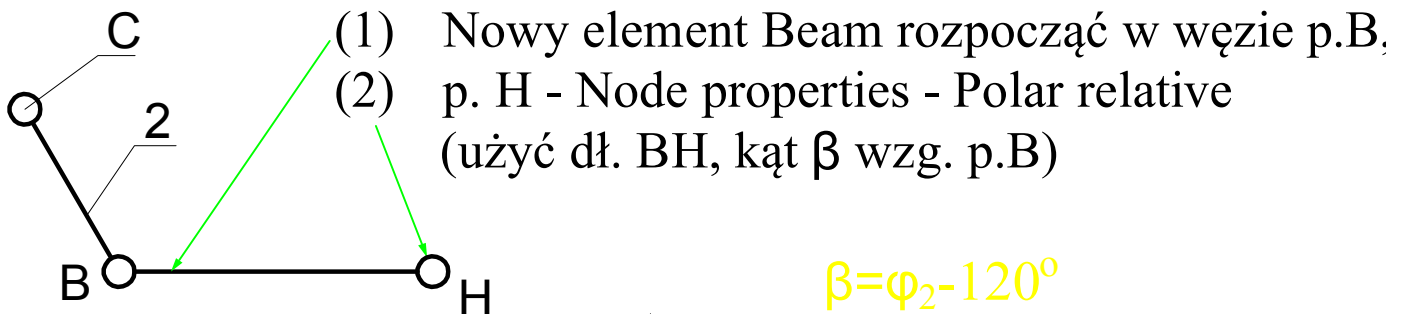 C
(1) Nowy element Beam rozpocząć w węzie p.B,
(2) p. H - Node properties - Polar relative
2
(użyć dł. BH, kąt β wzg. p.B)
B
H
β=φ₂-120º